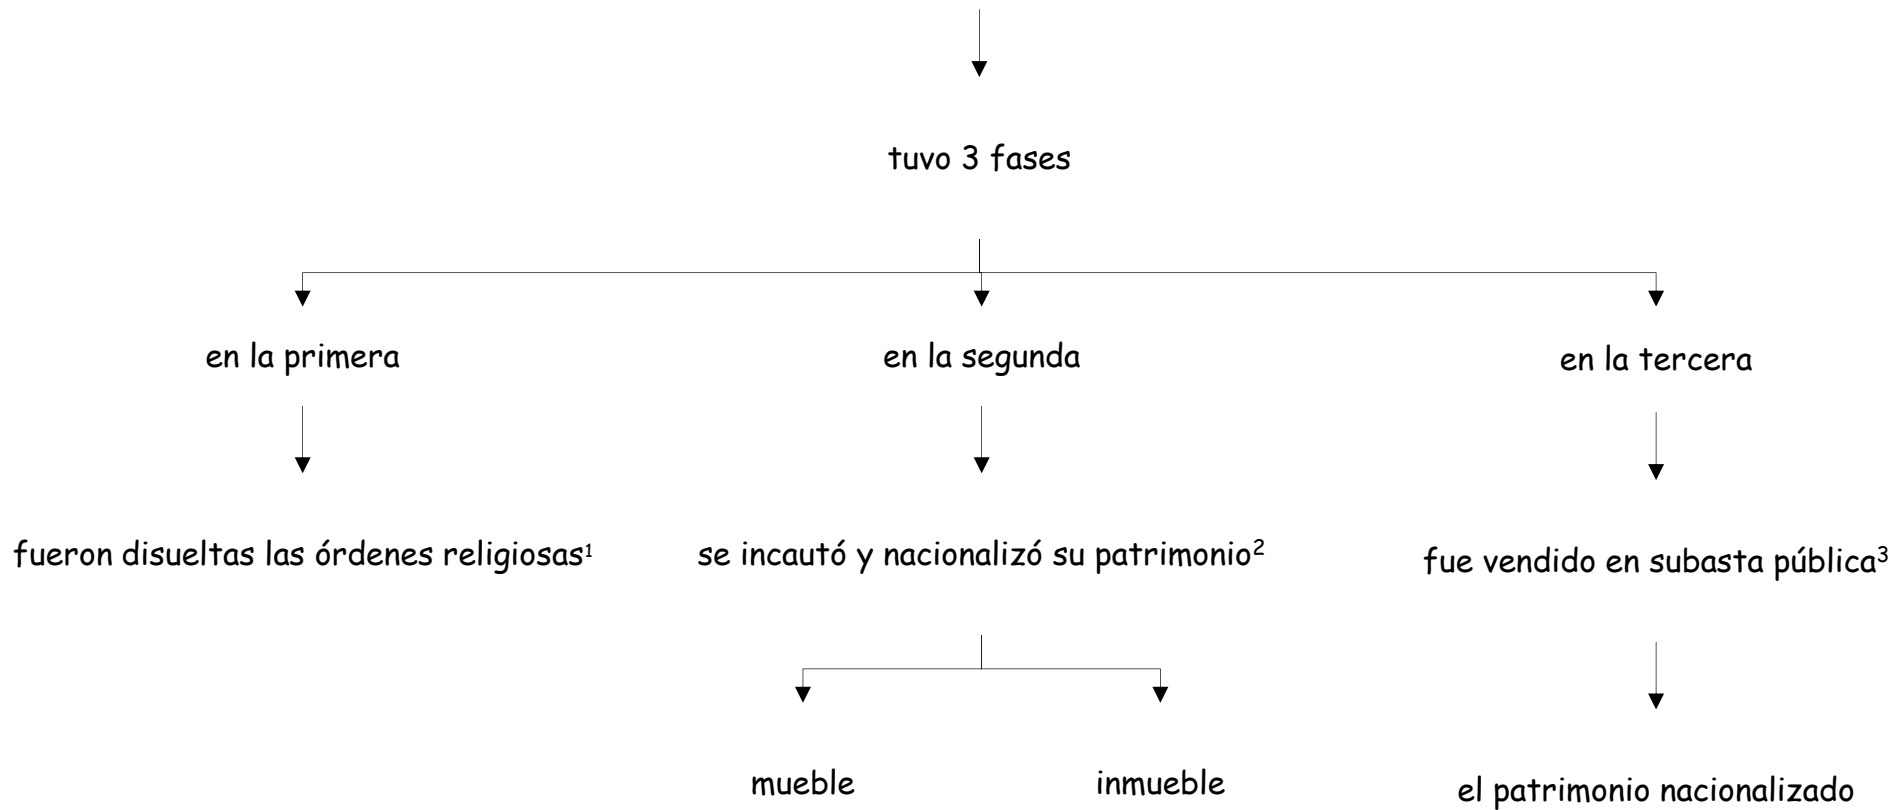 tuvo 3 fases
en la primera
en la segunda
en la tercera
fueron disueltas las órdenes religiosas¹
se incautó y nacionalizó su patrimonio²
fue vendido en subasta pública³
mueble
inmueble
el patrimonio nacionalizado